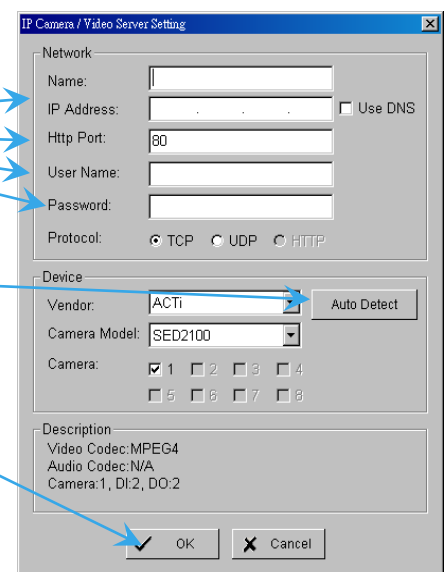 IP Camera / Video Server Setting
Network
Name:
IP Address: . . . Use DNS
Http Port: 80
User Name:
Password:
Protocol: TCP UDP HTTP
Device
Vendor: ACTi Auto Detect
Camera Model: SED2100
Camera: 1 2 3 4
5 6 7 8
Description
Video Codec:MPEG4
Audio Codec:N/A
Camera:1, DI:2, DO:2
OK Cancel